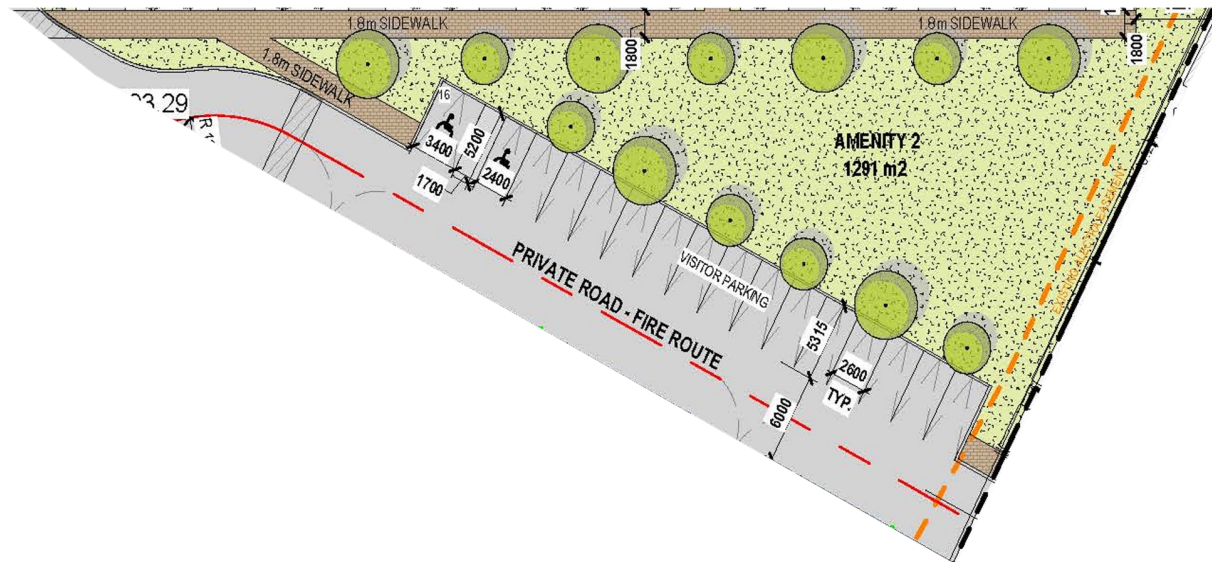 1.8m SIDEWALK
1.8m SIDEWALK
1.8m SIDEWALK
1800
1800
16
3400
5200
1700
2400
AMENITY 2
1291 m2
VISITOR PARKING
PRIVATE ROAD - FIRE ROUTE
5315
2600
TYP.
6000